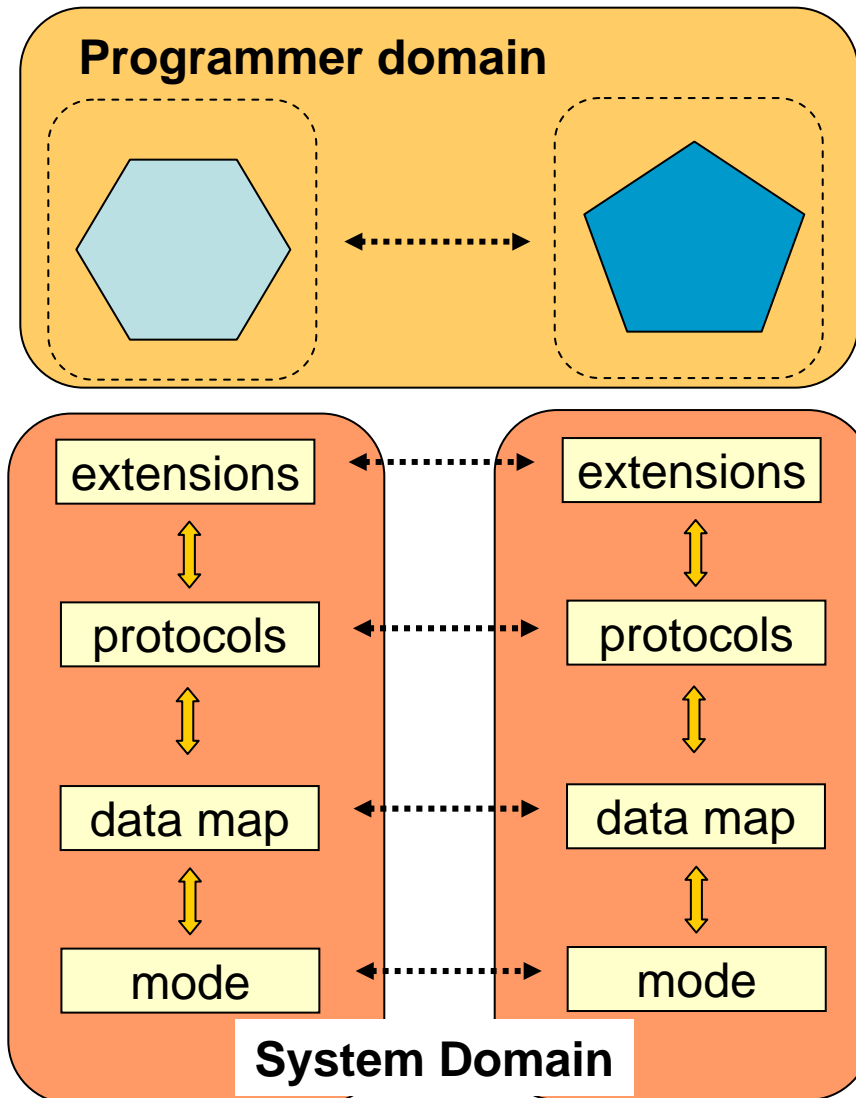 Programmer domain
extensions
extensions
protocols
protocols
data map
data map
mode
mode
System Domain